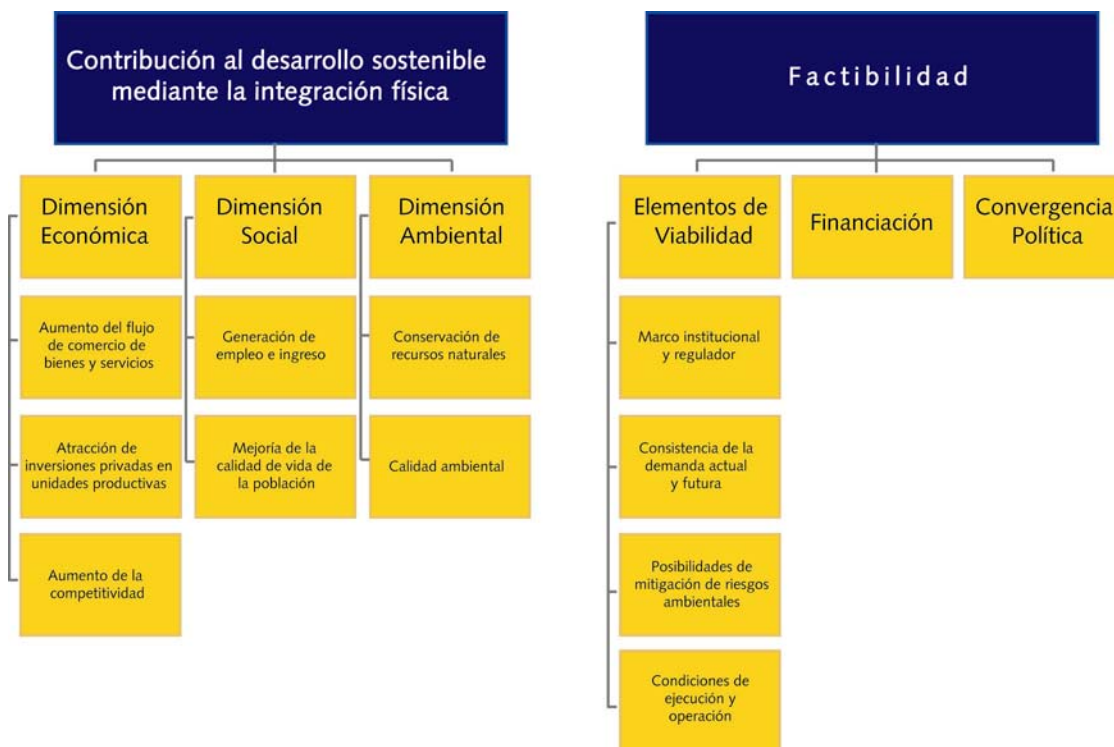 Contribución al desarrollo sostenible
mediante la integración física
Dimensión
Económica
Aumento del flujo
de comercio de
bienes y servicios
Atracción de
inversiones privadas en
unidades productivas
Aumento de la
competitividad
Dimensión
Social
Generación de
empleo e ingreso
Mejoría de la
calidad de vida de
la población
Dimensión
Ambiental
Conservación de
recursos naturales
Calidad ambiental
Factibilidad
Elementos de
Viabilidad
Marco institucional
y regulador
Consistencia de la
demanda actual
y futura
Posibilidades de
mitigación de riesgos
ambientales
Condiciones de
ejecución y
operación
Financiación
Convergencia
Política